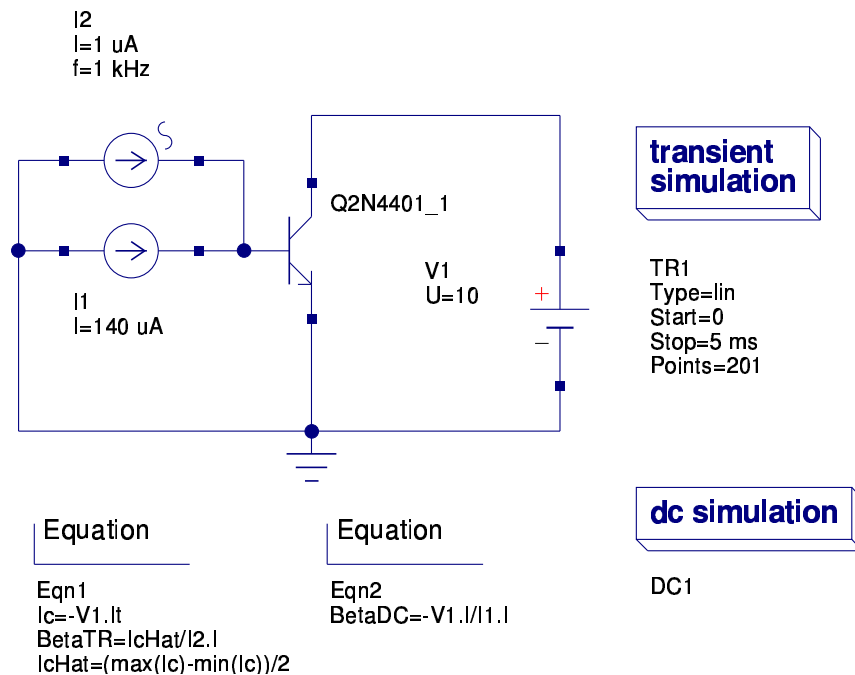 I2
I=1 uA
f=1 kHz
I1
I=140 uA
Q2N4401_1
V1
U=10
+
−
transient
simulation
TR1
Type=lin
Start=0
Stop=5 ms
Points=201
Equation
Eqn1
Ic=-V1.It
BetaTR=IcHat/I2.I
IcHat=(max(Ic)-min(Ic))/2
Equation
Eqn2
BetaDC=-V1.I/I1.I
dc simulation
DC1